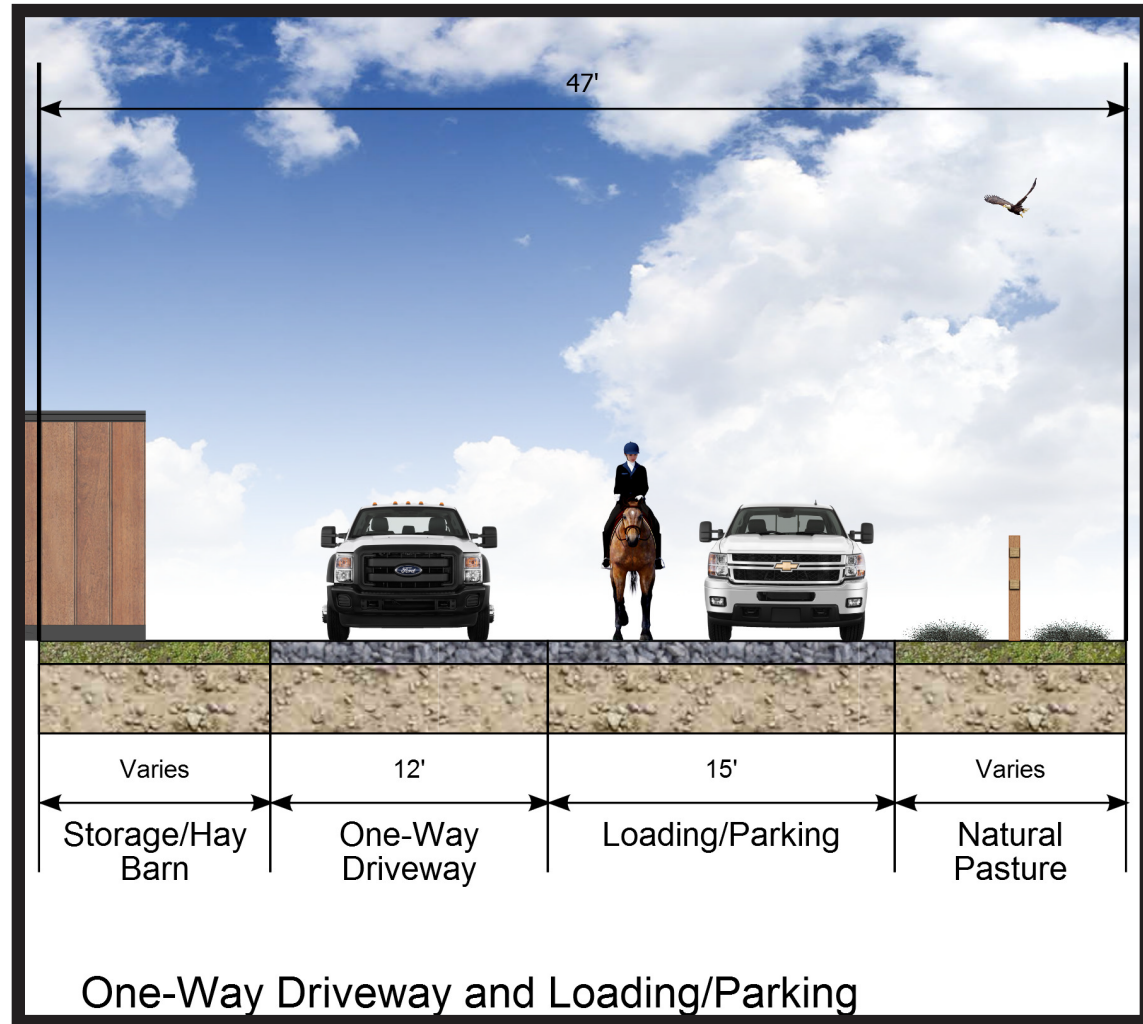 47'
Ford
Varies
12'
15'
Varies
Storage/Hay
Barn
One-Way
Driveway
Loading/Parking
Natural
Pasture
One-Way Driveway and Loading/Parking